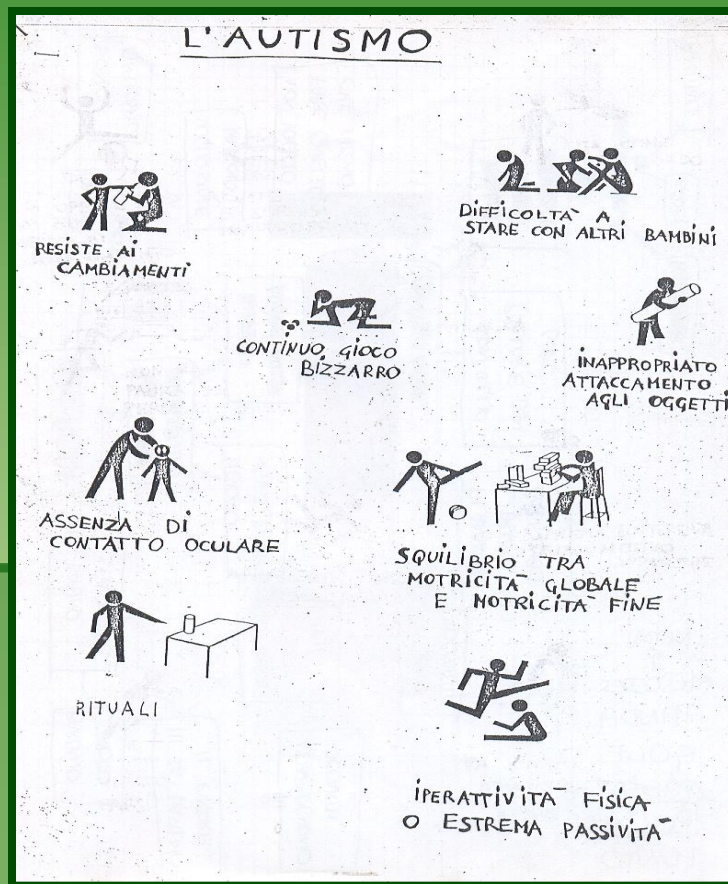 L'AUTISMO
RESISTE Ai
CAMBiAMENTi
DiFFiCOLTA' A
STARE CON ALTRi BAMBiNi
CONTiNUO GiOCO
BiZZARRO
iNAPPROPRiATO
ATTACCAMENTO
AGLi OGGETTi
ASSENZA Di
CONTATTO OCULARE
SQUiLiBRiO TRA
MOTRiCiTA' GLOBALE
E MOTRiCiTA' FiNE
RiTUALi
iPERATTiViTA' FiSiCA
O ESTREMA PASSiViTA'